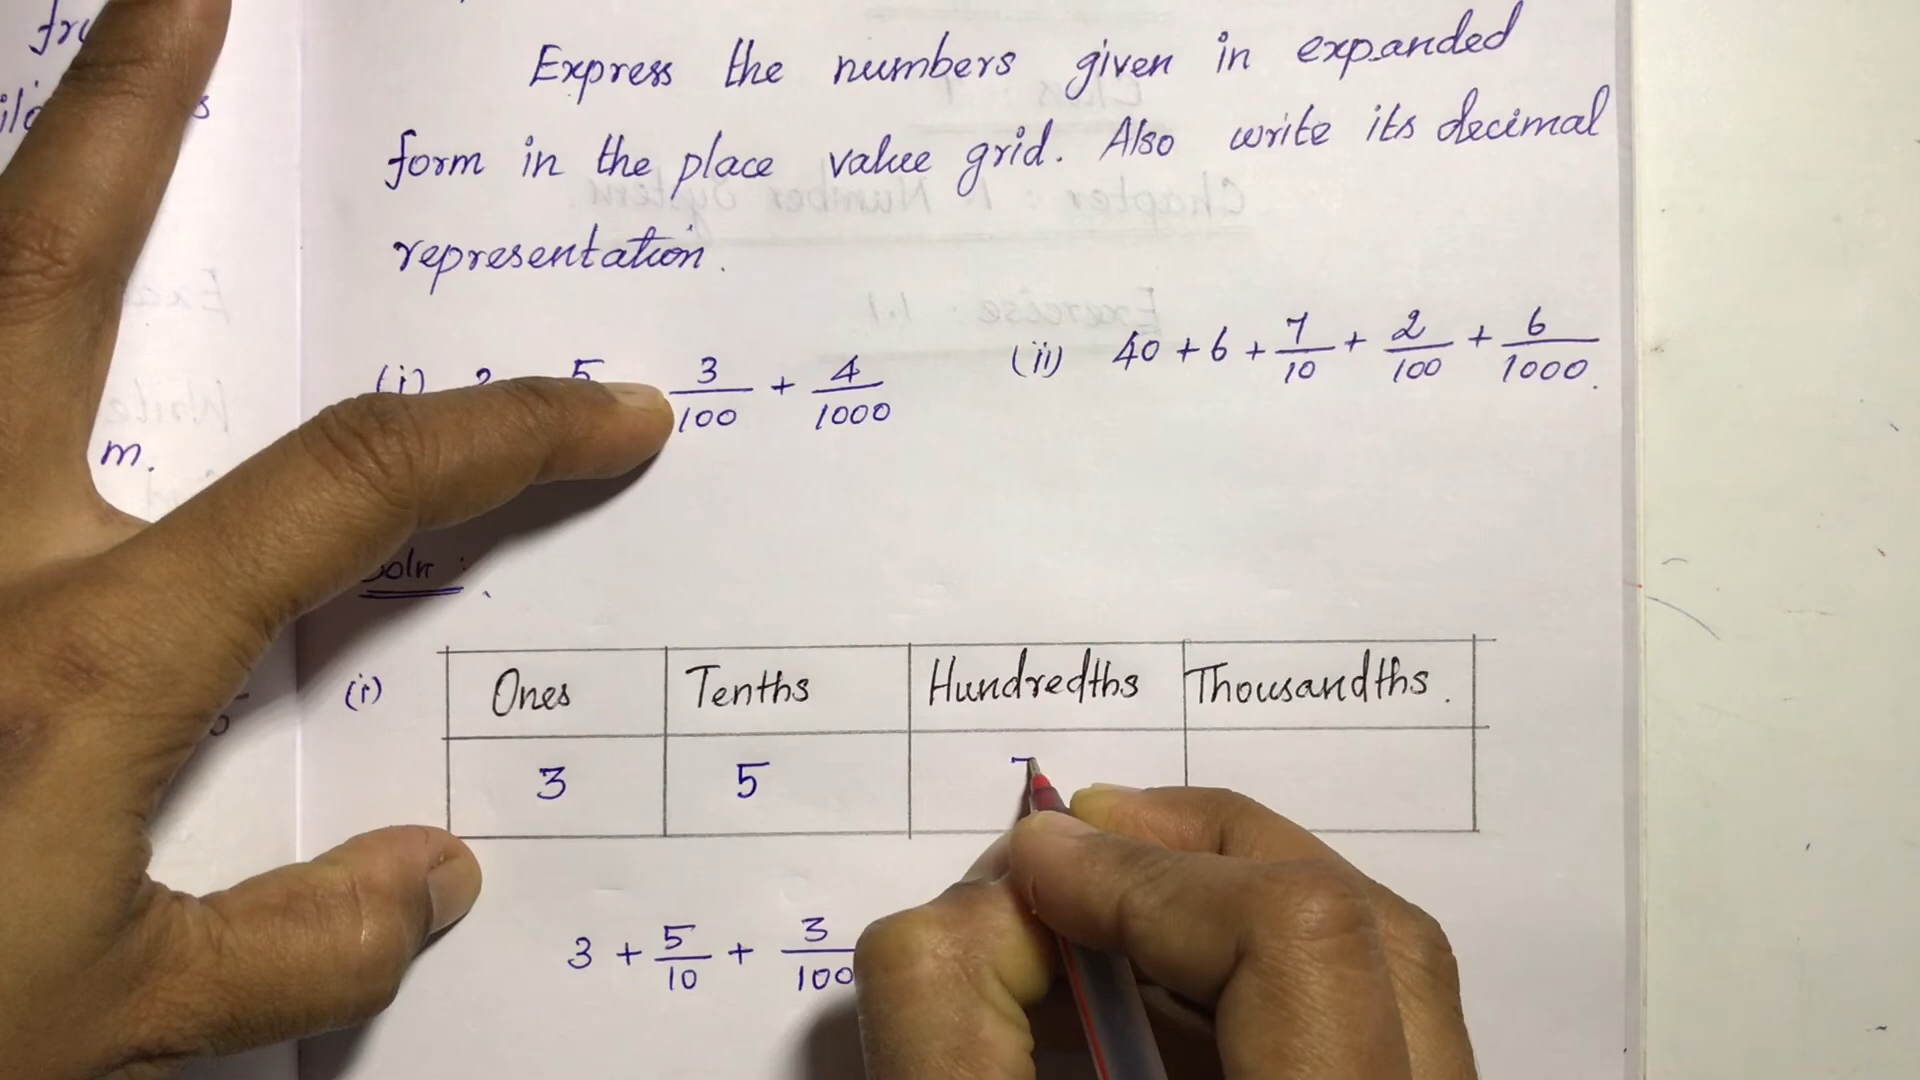 Express the numbers given in expanded
form in the place value grid. Also write its decimal
representation.
(i) 3/100 + 4/1000 (ii) 40 + 6 + 7/10 + 2/100 + 6/1000.
m.
Soln :
(i) Ones Tenths Hundredths Thousandths.
3 5
3 + 5/10 + 3/100